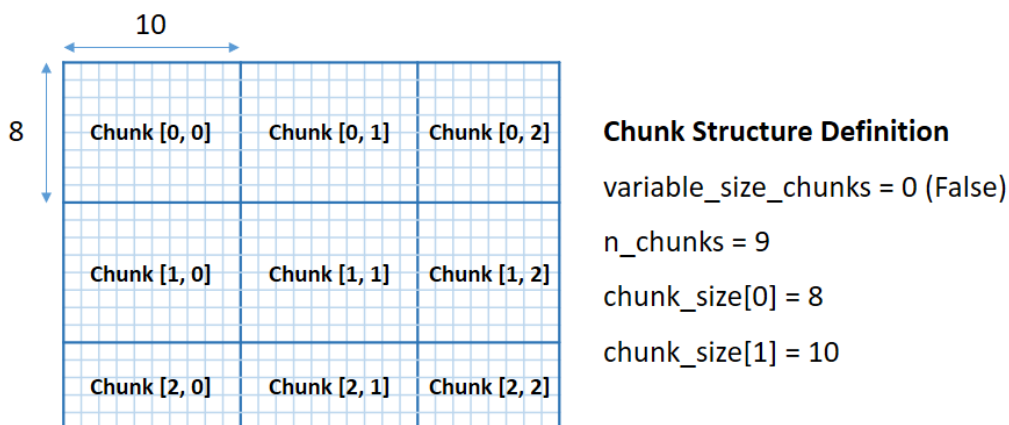 10
8
Chunk [0, 0] Chunk [0, 1] Chunk [0, 2]
Chunk [1, 0] Chunk [1, 1] Chunk [1, 2]
Chunk [2, 0] Chunk [2, 1] Chunk [2, 2]
Chunk Structure Definition
variable_size_chunks = 0 (False)
n_chunks = 9
chunk_size[0] = 8
chunk_size[1] = 10